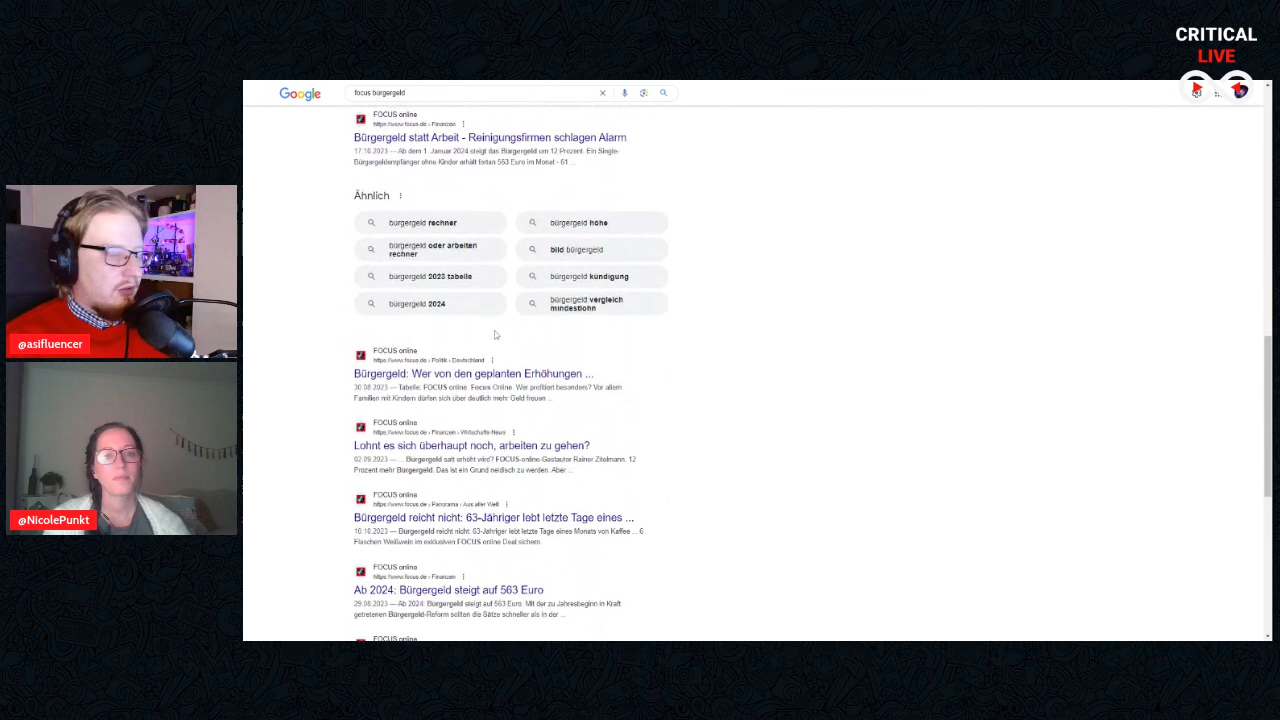 CRITICAL
LIVE
Google
focus bürgergeld
FOCUS online
https://www.focus.de › Finanzen
Bürgergeld statt Arbeit - Reinigungsfirmen schlagen Alarm
17.10.2023 — Ab dem 1. Januar 2024 steigt das Bürgergeld um 12 Prozent. Ein Single-
Bürgergeldempfänger ohne Kinder erhält fortan 563 Euro im Monat - 61 ...
Ähnlich
bürgergeld rechner
bürgergeld höhe
bürgergeld oder arbeiten
rechner
bild bürgergeld
bürgergeld 2023 tabelle
bürgergeld kündigung
bürgergeld 2024
bürgergeld vergleich
mindestlohn
FOCUS online
https://www.focus.de › Politik › Deutschland
Bürgergeld: Wer von den geplanten Erhöhungen ...
30.08.2023 — Tabelle: FOCUS online. Focus Online. Wer profitiert besonders? Vor allem
Familien mit Kindern dürfen sich über deutlich mehr Geld freuen ...
FOCUS online
https://www.focus.de › Finanzen › Wirtschafts-News
Lohnt es sich überhaupt noch, arbeiten zu gehen?
02.09.2023 — ... Bürgergeld satt erhöht wird? FOCUS-online-Gastautor Rainer Zitelmann. 12
Prozent mehr Bürgergeld. Das ist ein Grund neidisch zu werden. Aber ...
FOCUS online
https://www.focus.de › Panorama › Aus aller Welt
Bürgergeld reicht nicht: 63-Jähriger lebt letzte Tage eines ...
10.10.2023 — Bürgergeld reicht nicht: 63-Jähriger lebt letzte Tage eines Monats von Kaffee ... 6
Flaschen Weißwein im exklusiven FOCUS online Deal sichern.
FOCUS online
https://www.focus.de › Finanzen
Ab 2024: Bürgergeld steigt auf 563 Euro
29.08.2023 — Ab 2024: Bürgergeld steigt auf 563 Euro. Mit der zu Jahresbeginn in Kraft
getretenen Bürgergeld-Reform sollten die Sätze schneller als in der ...
FOCUS online
@asifluencer
@NicolePunkt